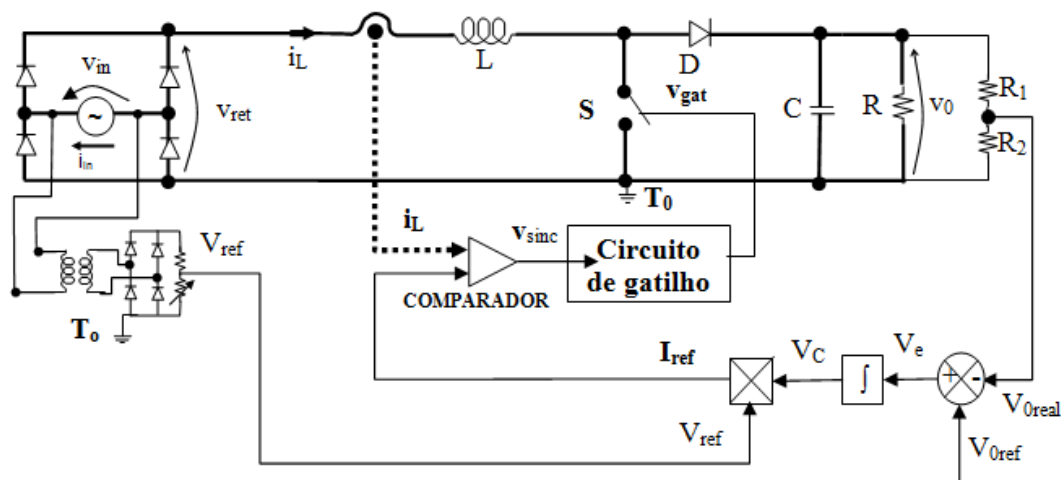 v_in
~
i_in
v_ret
i_L
L
S
v_gat
D
C
R
v_0
R_1
R_2
T_0
i_L
v_sinc
Circuito
de gatilho
COMPARADOR
V_ref
T_o
I_ref
V_C
∫
V_e
+
-
V_0real
V_ref
V_0ref